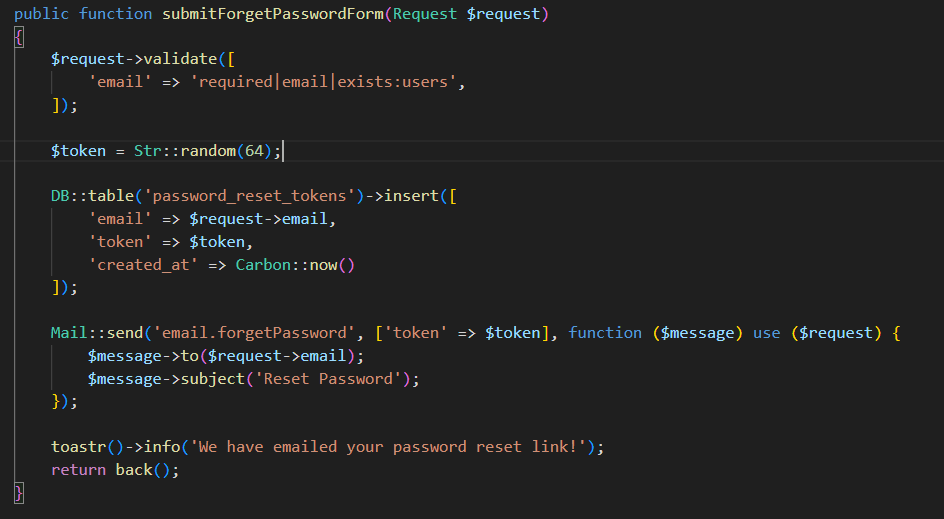 public function submitForgetPasswordForm(Request $request)
{
    $request->validate([
        'email' => 'required|email|exists:users',
    ]);

    $token = Str::random(64);

    DB::table('password_reset_tokens')->insert([
        'email' => $request->email,
        'token' => $token,
        'created_at' => Carbon::now()
    ]);

    Mail::send('email.forgetPassword', ['token' => $token], function ($message) use ($request) {
        $message->to($request->email);
        $message->subject('Reset Password');
    });

    toastr()->info('We have emailed your password reset link!');
    return back();
}